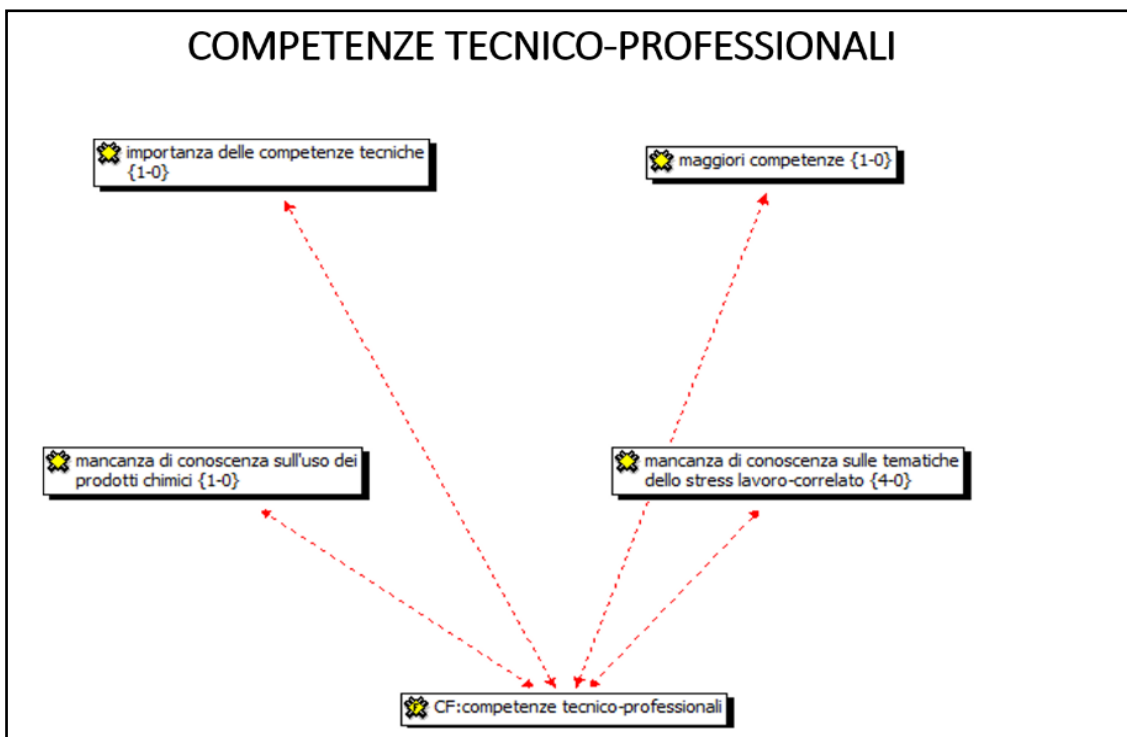 COMPETENZE TECNICO-PROFESSIONALI
importanza delle competenze tecniche
{1-0}
maggiori competenze {1-0}
mancanza di conoscenza sull'uso dei
prodotti chimici {1-0}
mancanza di conoscenza sulle tematiche
dello stress lavoro-correlato {4-0}
CF:competenze tecnico-professionali